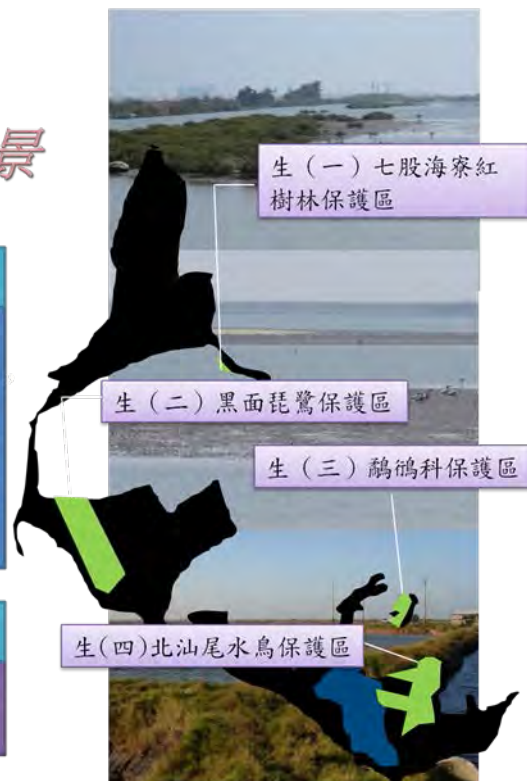 景
生（一）七股海寮紅
樹林保護區
生（二）黑面琵鷺保護區
生（三）鷸鴴科保護區
生(四)北汕尾水鳥保護區